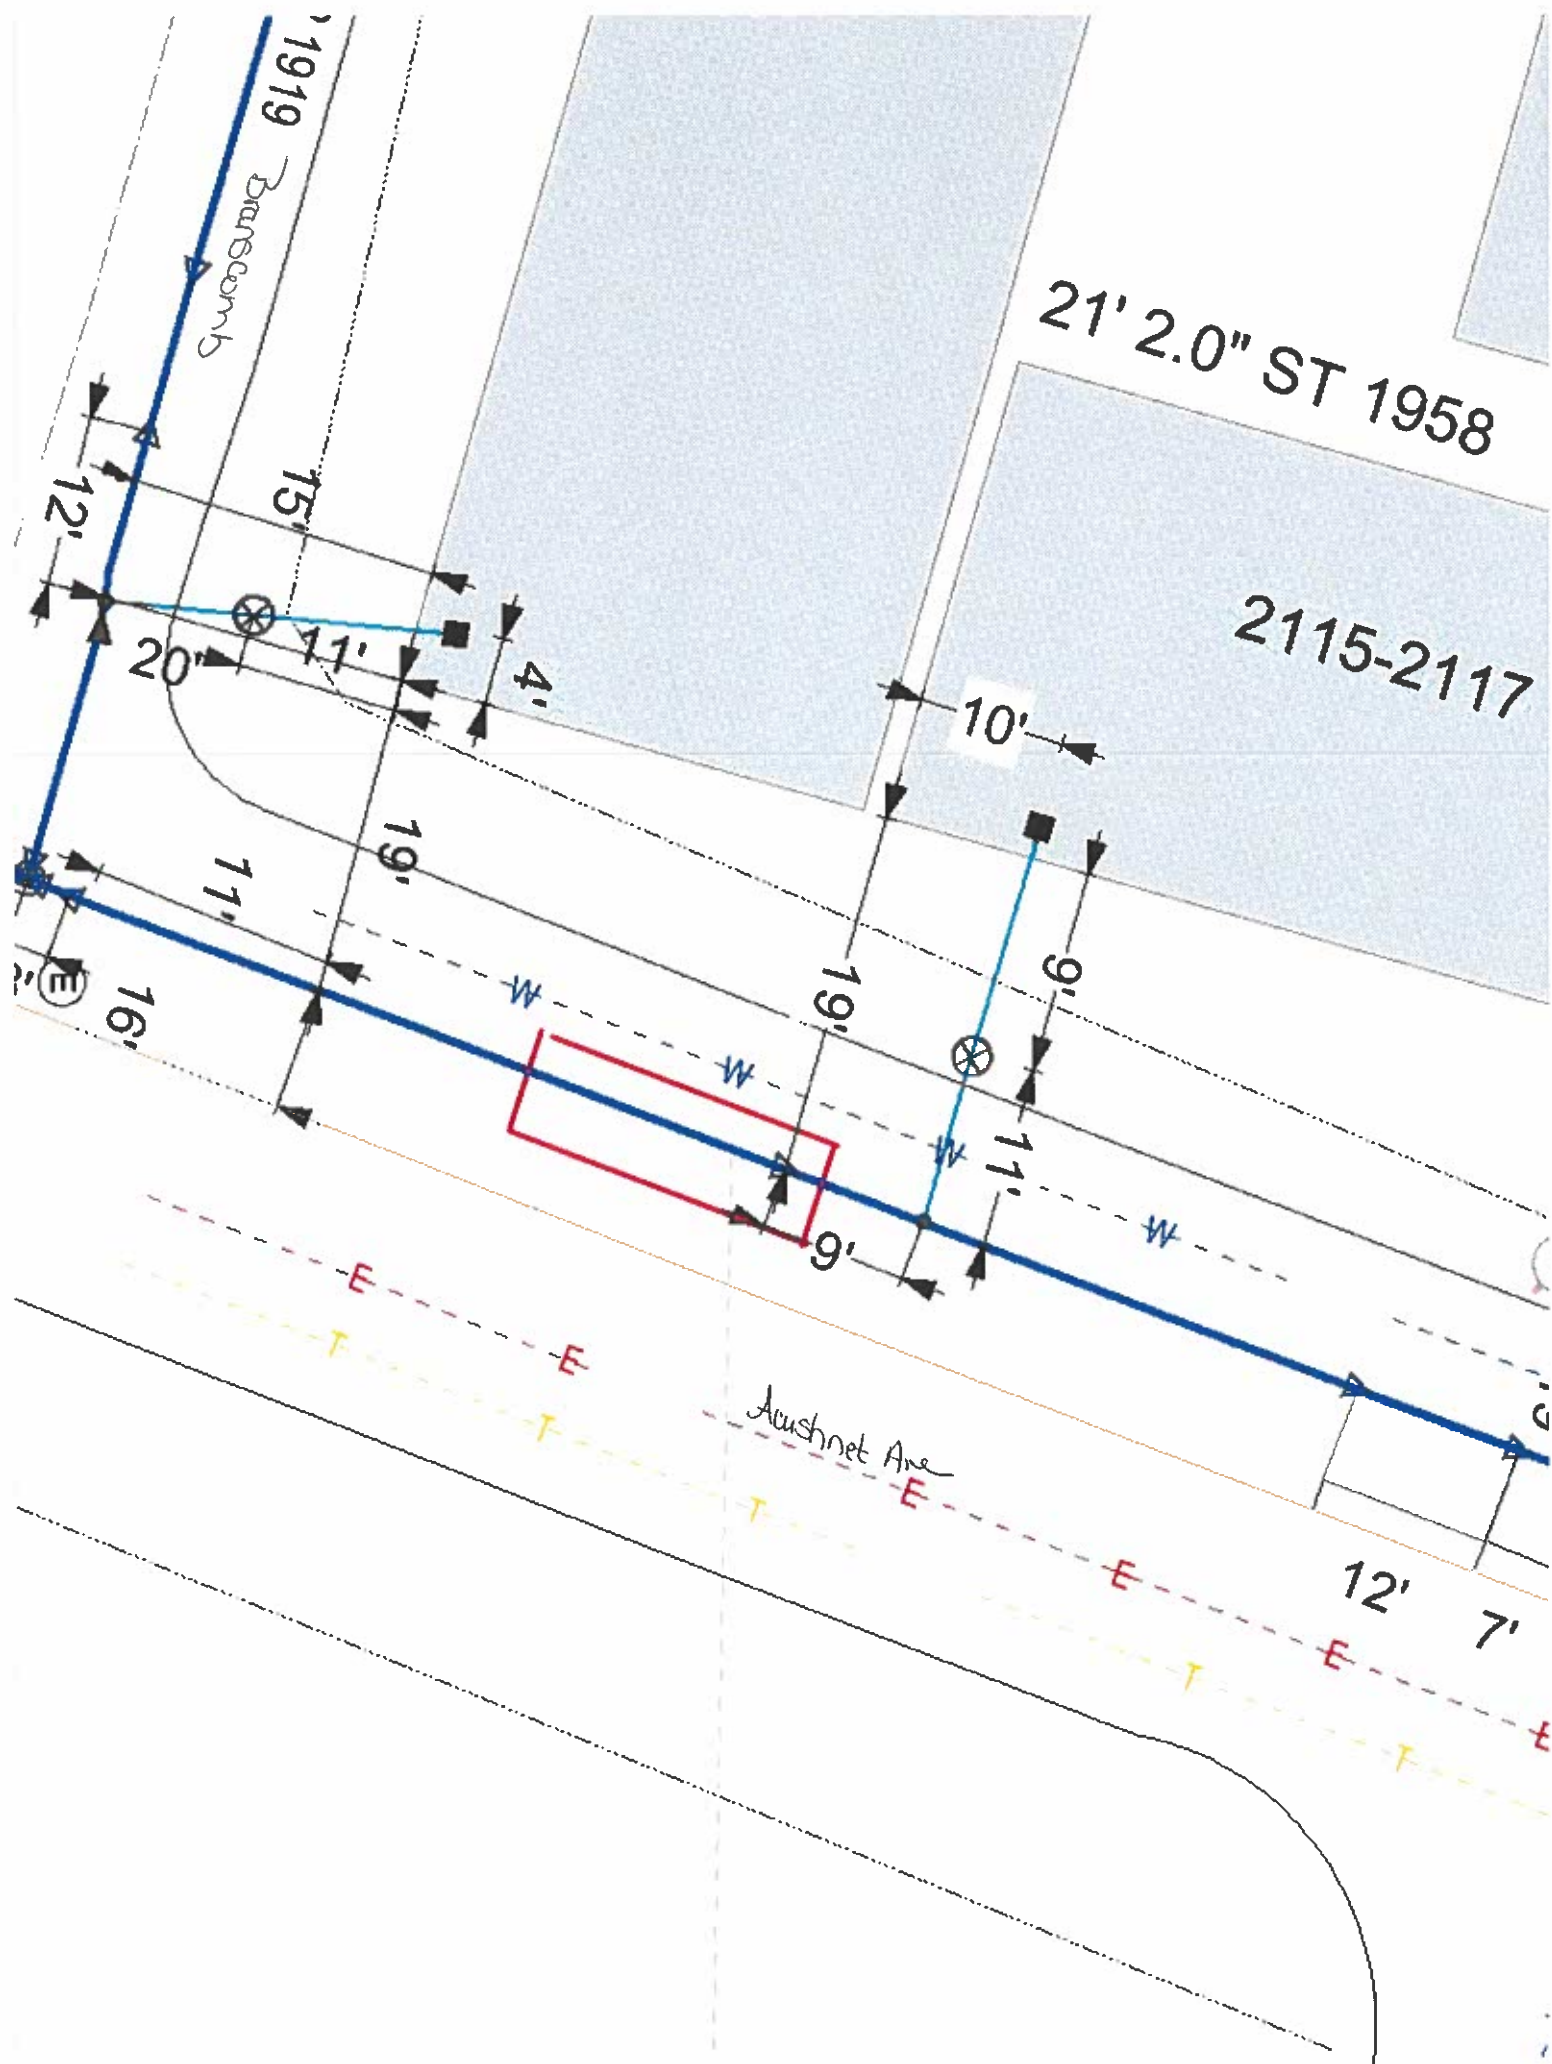 1919
Branscomb
21' 2.0" ST 1958
12'
15'
2115-2117
20'
11'
4'
10'
19'
11'
9'
E
16'
19'
W
W
W
11'
W
9'
E
T
E
T
Acushnet Ave
E
T
12'
7'
E
E
T
E
T